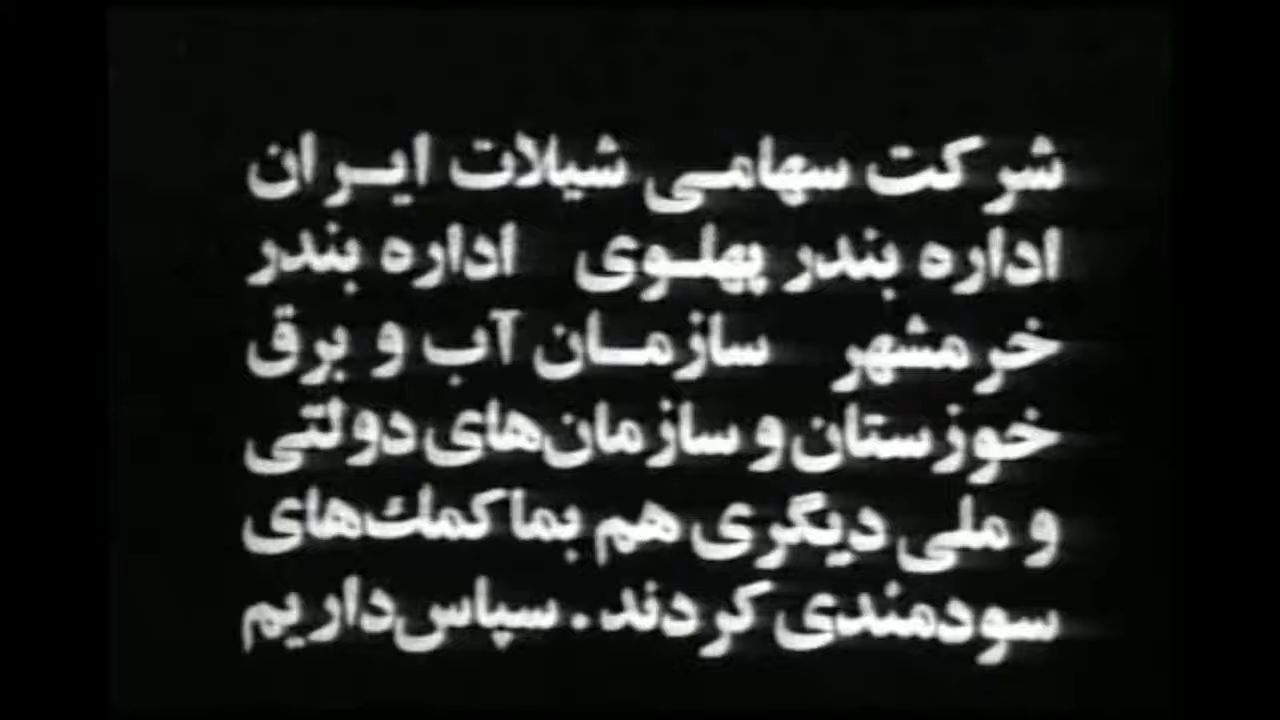 شرکت سهامی شیلات ایران
اداره بندر پهلوی اداره بندر
خرمشهر سازمان آب و برق
خوزستان و سازمان‌های دولتی
و ملی دیگری هم بما کمك‌های
سودمندی کردند. سپاس‌داریم